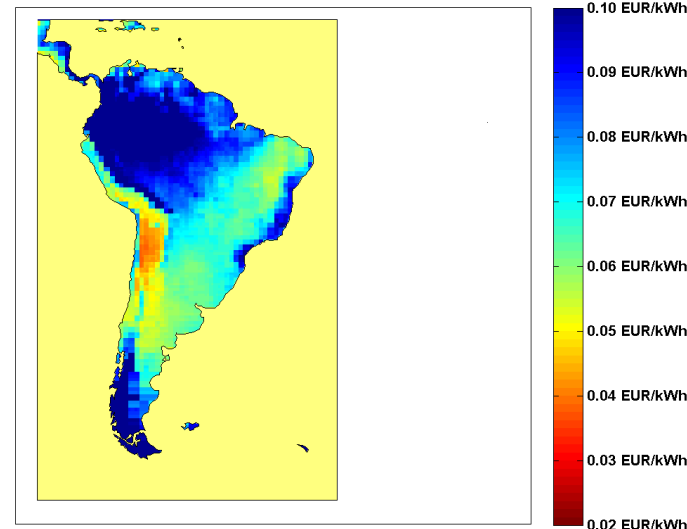 0.10 EUR/kWh
0.09 EUR/kWh
0.08 EUR/kWh
0.07 EUR/kWh
0.06 EUR/kWh
0.05 EUR/kWh
0.04 EUR/kWh
0.03 EUR/kWh
0.02 EUR/kWh